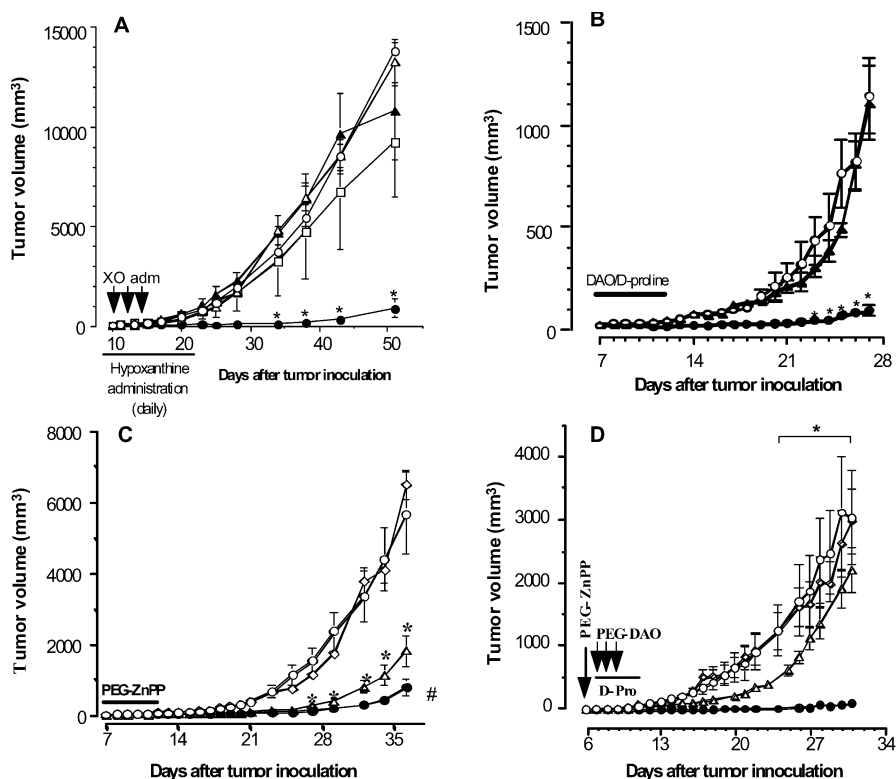 A
15000
10000
5000
0
Tumor volume (mm³)
XO adm
* * * *
10 20 30 40 50
Hypoxanthine
administration
(daily)
Days after tumor inoculation
B
1500
1000
500
0
Tumor volume (mm³)
DAO/D-proline
* * * * *
7 14 21 28
Days after tumor inoculation
C
8000
6000
4000
2000
0
Tumor volume (mm³)
PEG-ZnPP
* * * * *
#
7 14 21 28 35
Days after tumor inoculation
D
*
5000
4000
3000
2000
1000
0
Tumor volume (mm³)
PEG-ZnPP
PEG-DAO
D-Pro
6 13 20 27 34
Days after tumor inoculation